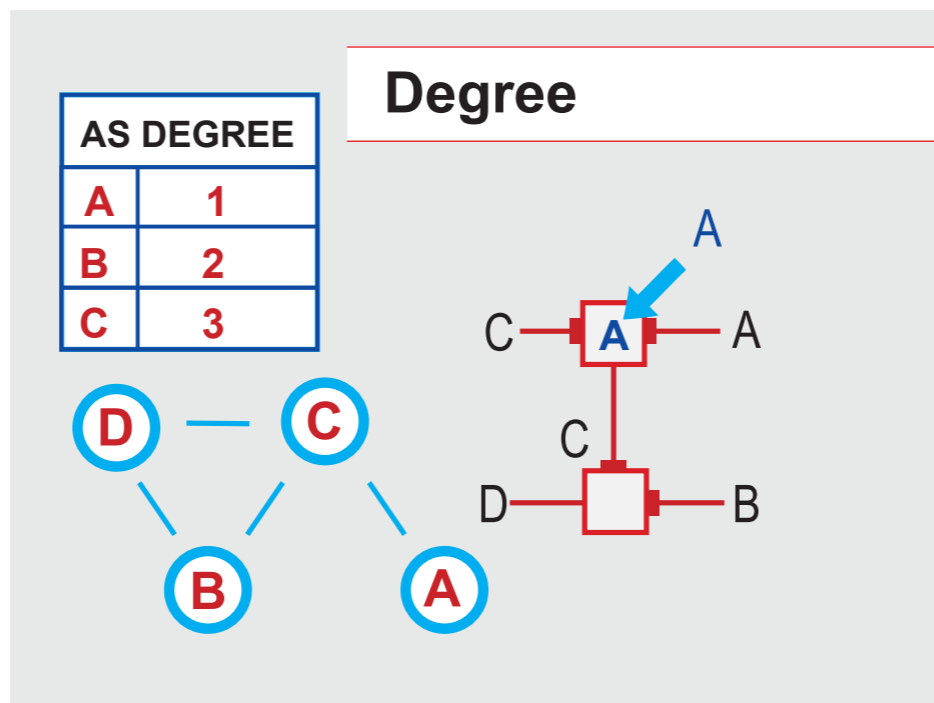 Degree
AS DEGREE
A 1
B 2
C 3
A
C A A
C
D B
D C
B A